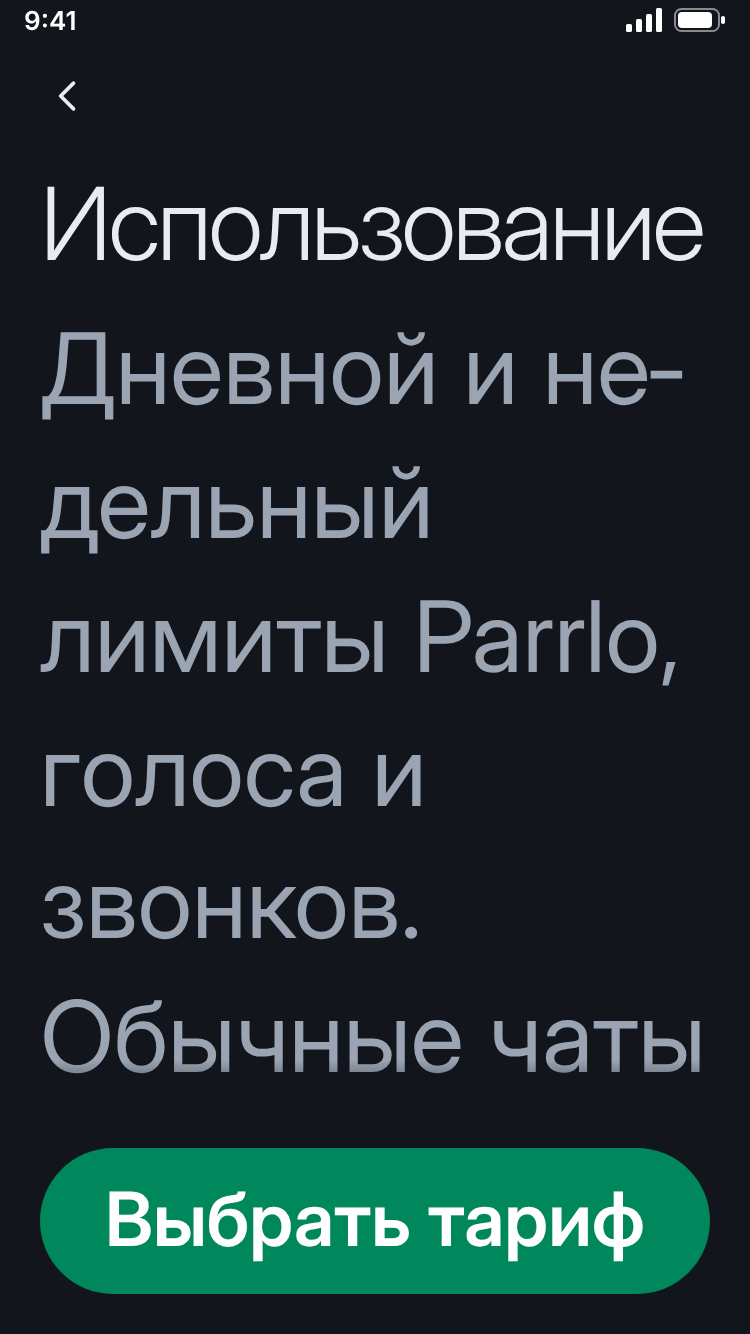 9:41
Использование
Дневной и не-
дельный
лимиты Parrlo,
голоса и
звонков.
Обычные чаты
Выбрать тариф